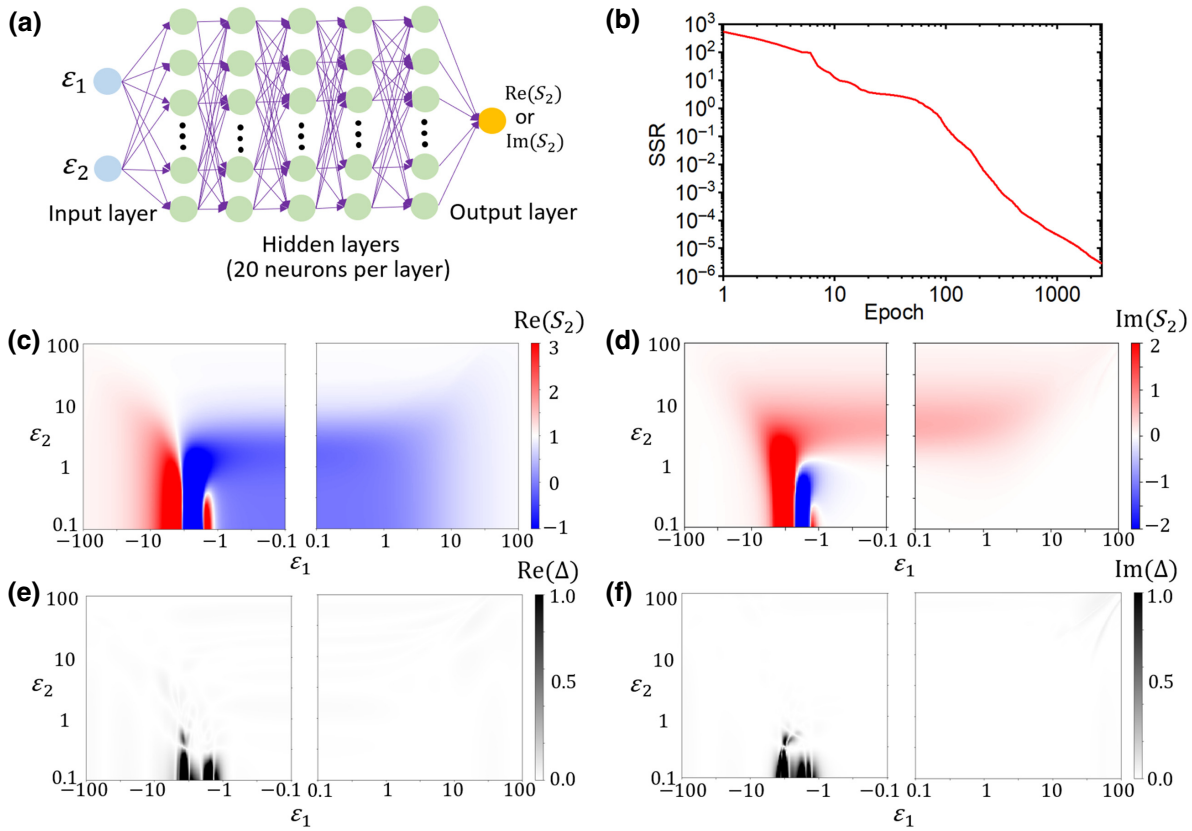 (a)
ε1
ε2
Re(S2)
or
Im(S2)
Input layer
Output layer
Hidden layers
(20 neurons per layer)
(b)
10^3
10^2
10^1
10^0
10^−1
10^−2
10^−3
10^−4
10^−5
10^−6
SSR
1
10
100
1000
Epoch
(c)
Re(S2)
100
10
1
0.1
ε2
−100
−10
−1
−0.1
0.1
1
10
100
ε1
3
2
1
0
−1
(d)
Im(S2)
100
10
1
0.1
ε2
−100
−10
−1
−0.1
0.1
1
10
100
ε1
2
1
0
−1
−2
(e)
Re(Δ)
100
10
1
0.1
ε2
−100
−10
−1
−0.1
0.1
1
10
100
ε1
1.0
0.5
0.0
(f)
Im(Δ)
100
10
1
0.1
ε2
−100
−10
−1
−0.1
0.1
1
10
100
ε1
1.0
0.5
0.0